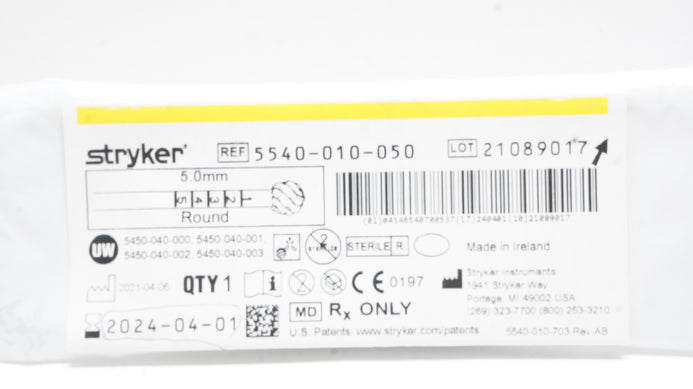 stryker® REF 5540-010-050 LOT 21089017
5.0mm
5 4 3 2 1
Round
(01)04546540700537(17)240401(10)21089017
UW 5450-040-000, 5450-040-001,
5450-040-002, 5450-040-003
2
STERILE R
Made in Ireland
2021-04-06 QTY 1 i 2 CE 0197
Stryker Instruments
1941 Stryker Way
Portage, MI 49002 USA
(269) 323-7700 (800) 253-3210
2024-04-01
MD Rx ONLY
U.S. Patents: www.stryker.com/patents 5540-010-703 Rev-AB